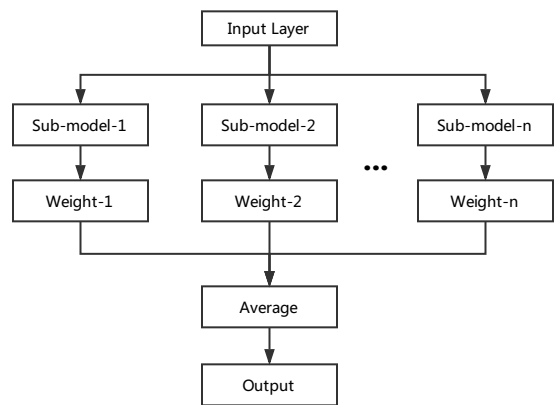 Input Layer
Sub-model-1
Sub-model-2
Sub-model-n
...
Weight-1
Weight-2
Weight-n
Average
Output